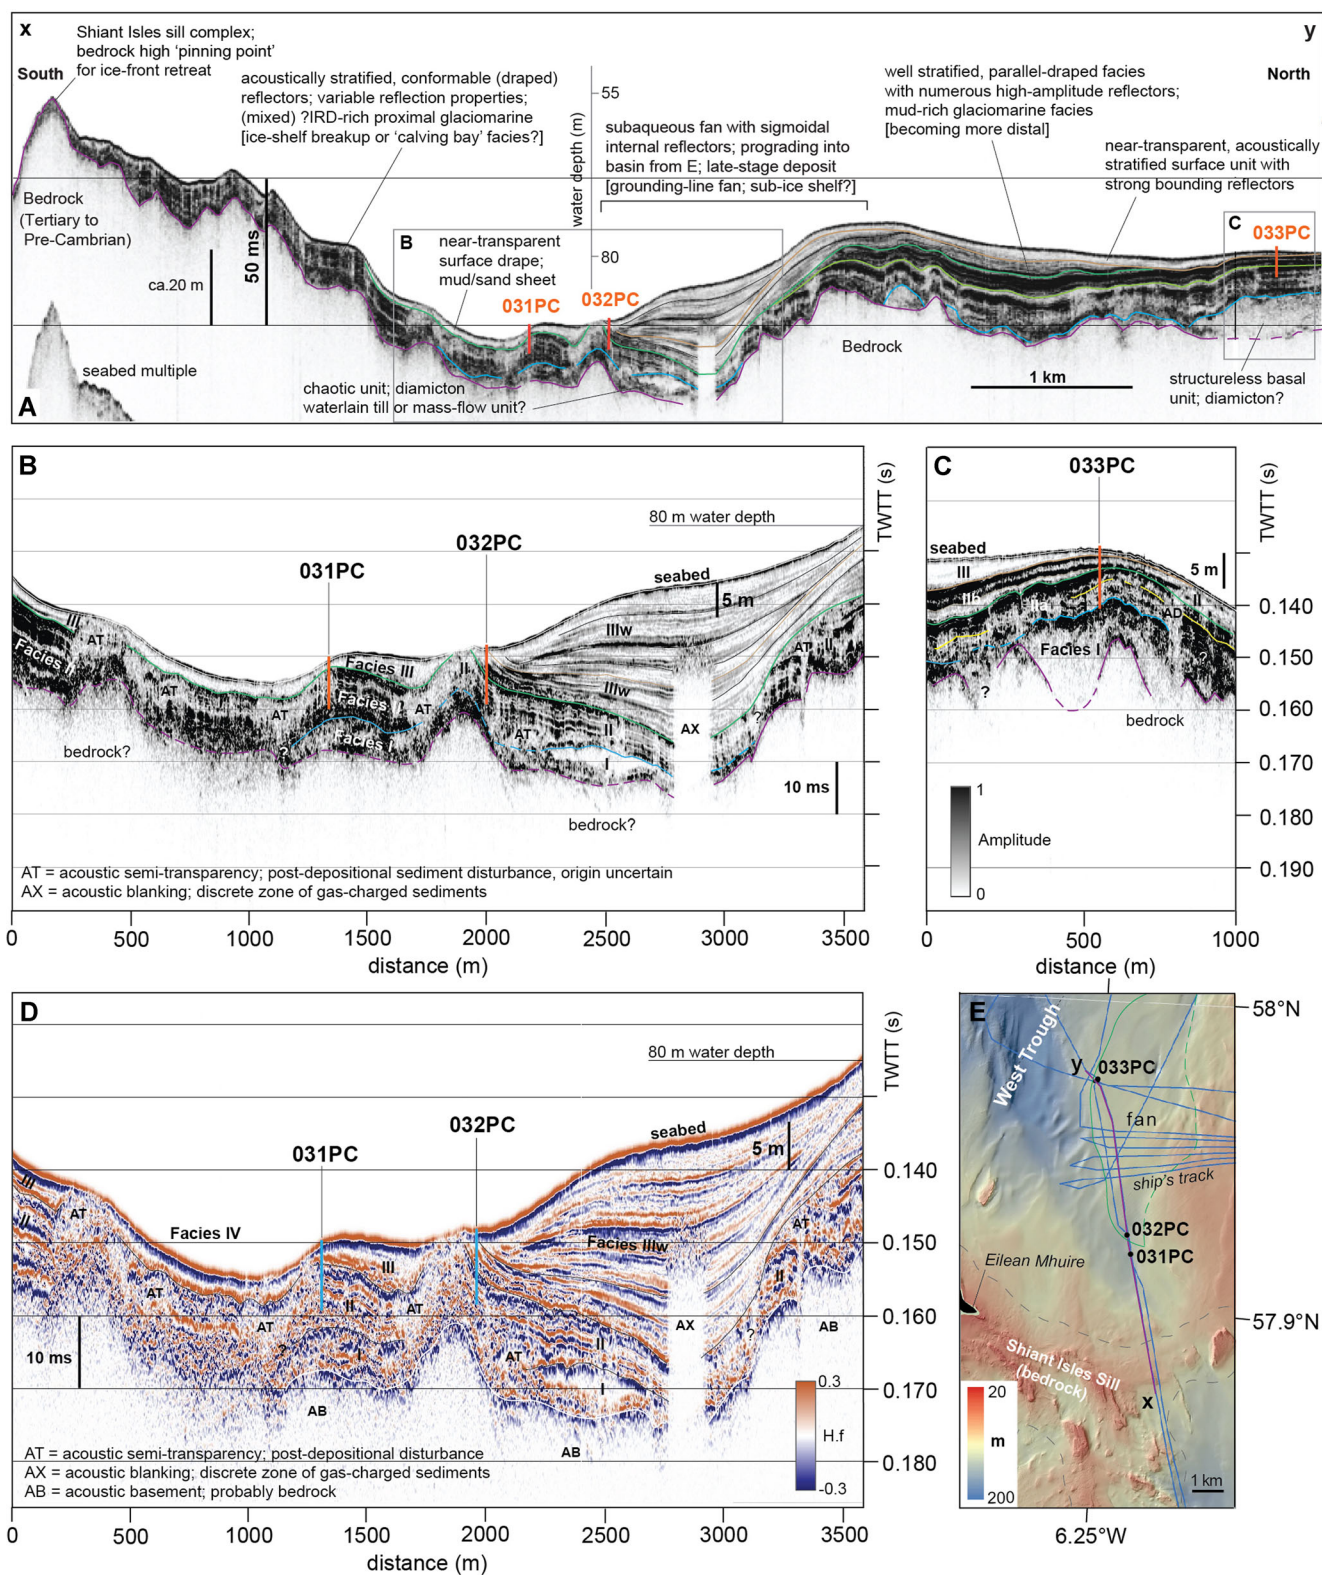 x
y
South
North
Shiant Isles sill complex;
bedrock high 'pinning point'
for ice-front retreat
acoustically stratified, conformable (draped)
reflectors; variable reflection properties;
(mixed) ?IRD-rich proximal glaciomarine
[ice-shelf breakup or 'calving bay' facies?]
55
water depth (m)
80
subaqueous fan with sigmoidal
internal reflectors; prograding into
basin from E; late-stage deposit
[grounding-line fan; sub-ice shelf?]
well stratified, parallel-draped facies
with numerous high-amplitude reflectors;
mud-rich glaciomarine facies
[becoming more distal]
near-transparent, acoustically
stratified surface unit with
strong bounding reflectors
Bedrock
(Tertiary to
Pre-Cambrian)
ca.20 m
50 ms
B
near-transparent
surface drape;
mud/sand sheet
031PC
032PC
C
033PC
Bedrock
seabed multiple
chaotic unit; diamicton
waterlain till or mass-flow unit?
1 km
structureless basal
unit; diamicton?
A
B
80 m water depth
TWTT (s)
031PC
032PC
seabed
5 m
III
AT
Facies II
AT
II
AT
Facies III
Facies II
AT
Facies I
?
II
IIIw
IIIw
AT
II
I
AX
?
AT
II
bedrock?
bedrock?
10 ms
AT = acoustic semi-transparency; post-depositional sediment disturbance, origin uncertain
AX = acoustic blanking; discrete zone of gas-charged sediments
0 500 1000 1500 2000 2500 3000 3500
distance (m)
C
033PC
TWTT (s)
seabed
5 m
III
IIb
IIa
II
AD
Facies I
?
?
bedrock
0.140
0.150
0.160
0.170
0.180
0.190
1
Amplitude
0
0 500 1000
distance (m)
D
80 m water depth
TWTT (s)
031PC
032PC
seabed
5 m
III
II
AT
Facies IV
AT
AT
?
III
II
I
AT
Facies IIIw
AT
II
I
AX
?
II
AT
AB
10 ms
AB
AB
0.140
0.150
0.160
0.170
0.180
0.3
H.f
-0.3
AT = acoustic semi-transparency; post-depositional disturbance
AX = acoustic blanking; discrete zone of gas-charged sediments
AB = acoustic basement; probably bedrock
0 500 1000 1500 2000 2500 3000 3500
distance (m)
E
58°N
West Trough
y
033PC
fan
ship's track
032PC
031PC
Eilean Mhuire
57.9°N
Shiant Isles Sill
(bedrock)
x
20
m
200
1 km
6.25°W